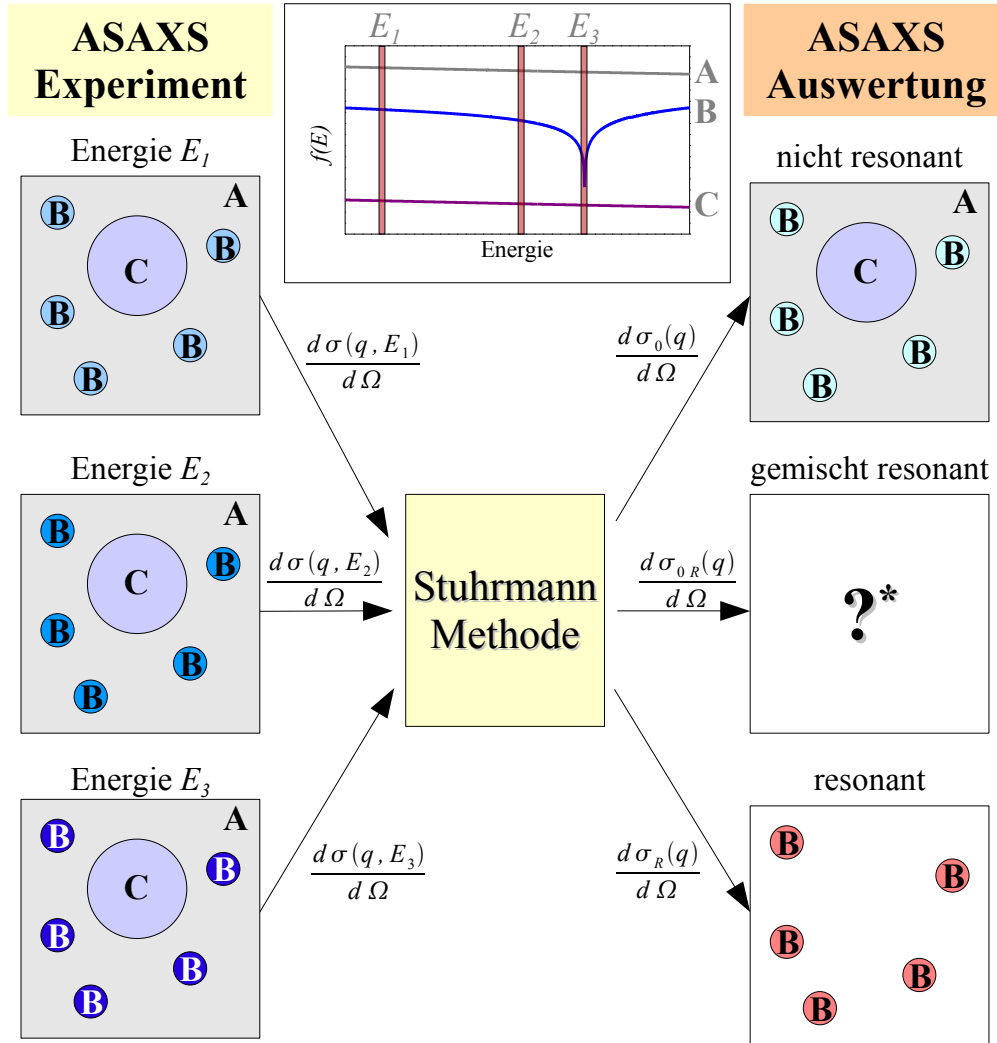 ASAXS
Experiment
E₁ E₂ E₃
f(E)
A
B
C
Energie
ASAXS
Auswertung
Energie E₁
A
B
B
C
B
B
B
dσ(q, E₁)
dΩ
Energie E₂
A
B
B
C
B
B
B
dσ(q, E₂)
dΩ
Energie E₃
A
B
B
C
B
B
B
dσ(q, E₃)
dΩ
Stuhrmann
Methode
dσ₀(q)
dΩ
nicht resonant
A
B
B
C
B
B
B
dσ₀ R(q)
dΩ
gemischt resonant
?*
dσR(q)
dΩ
resonant
B
B
B
B
B